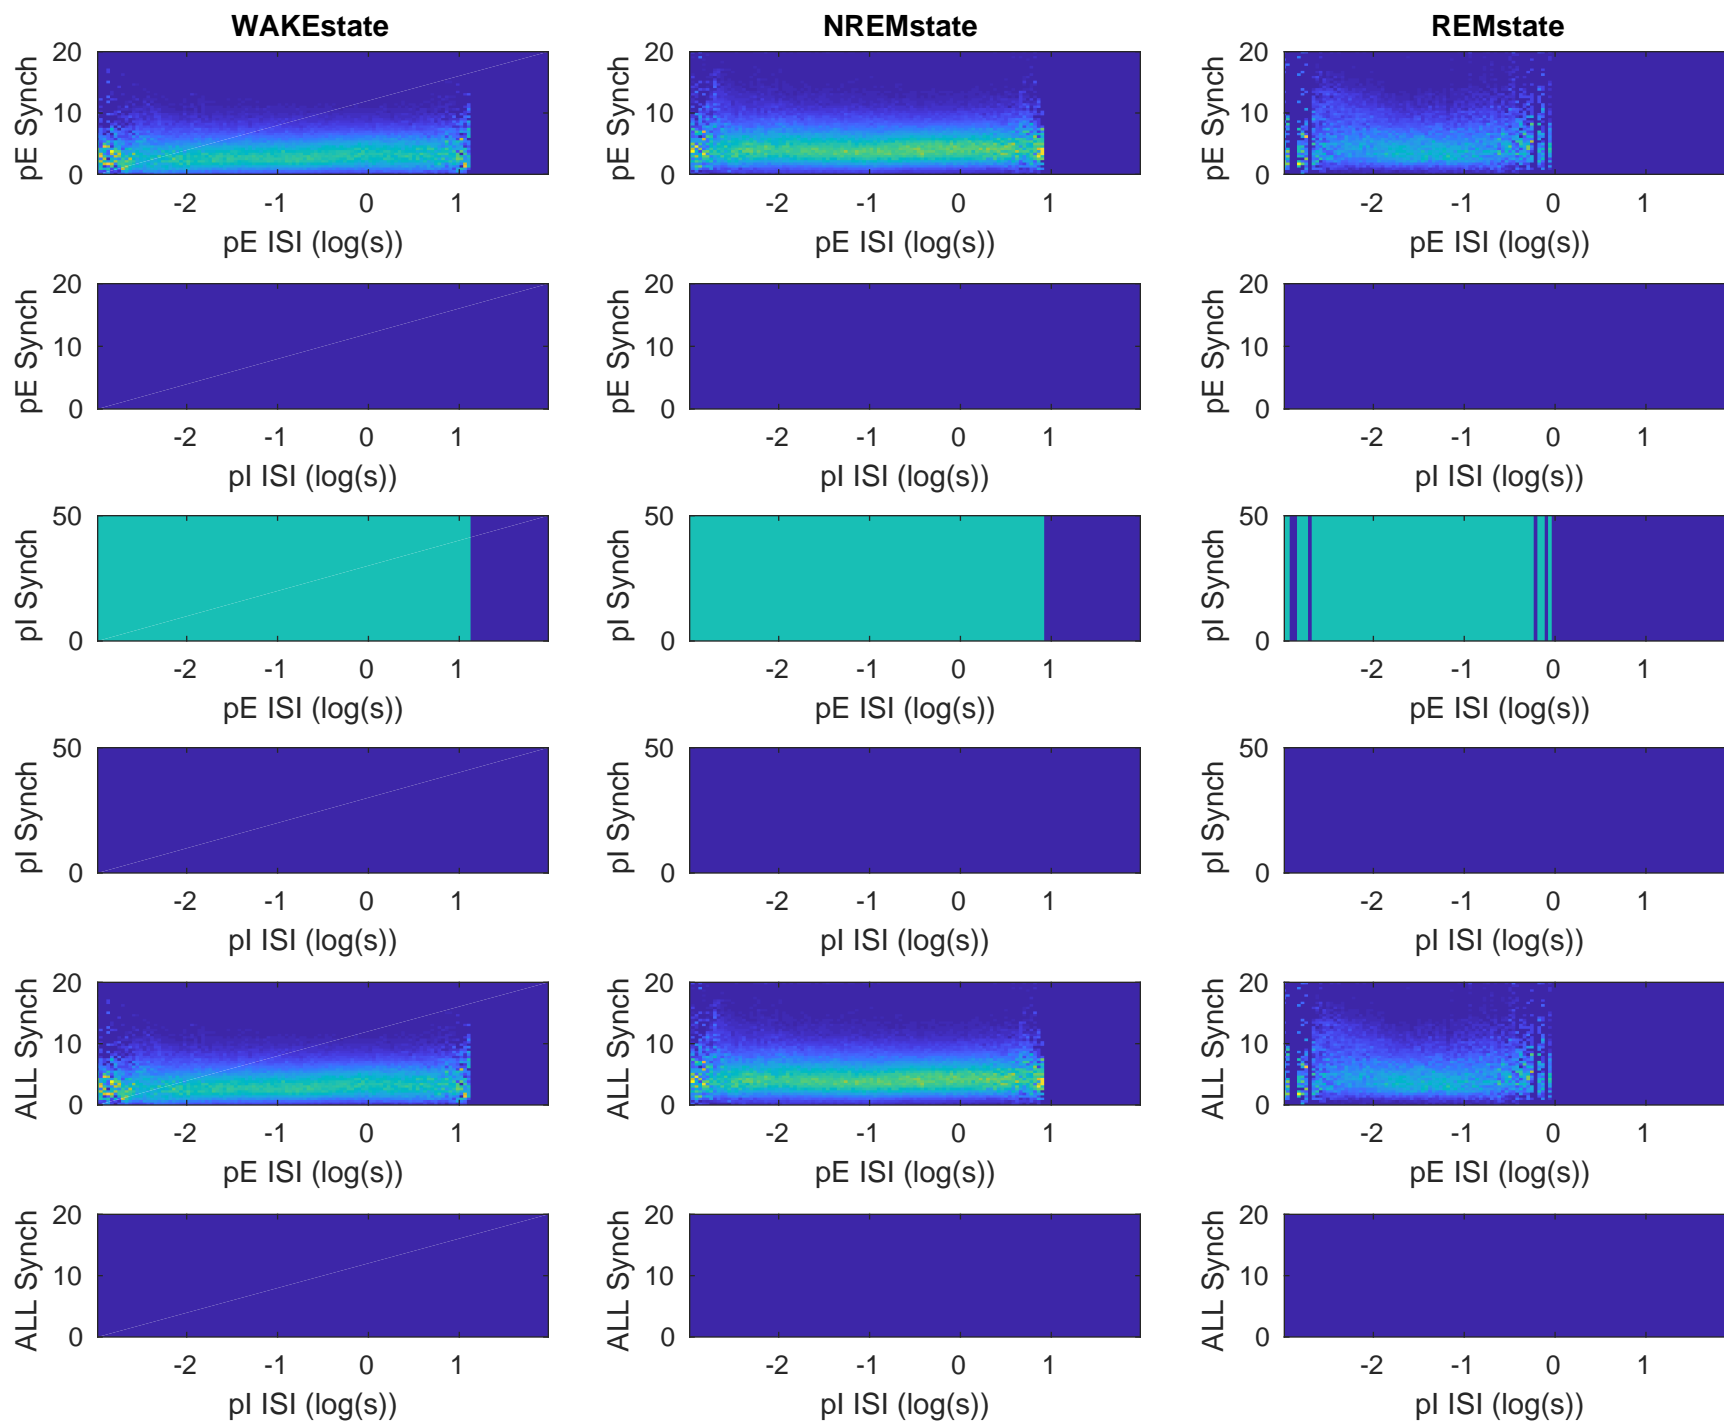 WAKEstate NREMstate REMstate
20 20 20
10 10 10
0 0 0
pE Synch pE Synch pE Synch
-2 -1 0 1 -2 -1 0 1 -2 -1 0 1
pE ISI (log(s)) pE ISI (log(s)) pE ISI (log(s))
20 20 20
10 10 10
0 0 0
pE Synch pE Synch pE Synch
-2 -1 0 1 -2 -1 0 1 -2 -1 0 1
pI ISI (log(s)) pI ISI (log(s)) pI ISI (log(s))
50 50 50
0 0 0
pI Synch pI Synch pI Synch
-2 -1 0 1 -2 -1 0 1 -2 -1 0 1
pE ISI (log(s)) pE ISI (log(s)) pE ISI (log(s))
50 50 50
0 0 0
pI Synch pI Synch pI Synch
-2 -1 0 1 -2 -1 0 1 -2 -1 0 1
pI ISI (log(s)) pI ISI (log(s)) pI ISI (log(s))
20 20 20
10 10 10
0 0 0
ALL Synch ALL Synch ALL Synch
-2 -1 0 1 -2 -1 0 1 -2 -1 0 1
pE ISI (log(s)) pE ISI (log(s)) pE ISI (log(s))
20 20 20
10 10 10
0 0 0
ALL Synch ALL Synch ALL Synch
-2 -1 0 1 -2 -1 0 1 -2 -1 0 1
pI ISI (log(s)) pI ISI (log(s)) pI ISI (log(s))